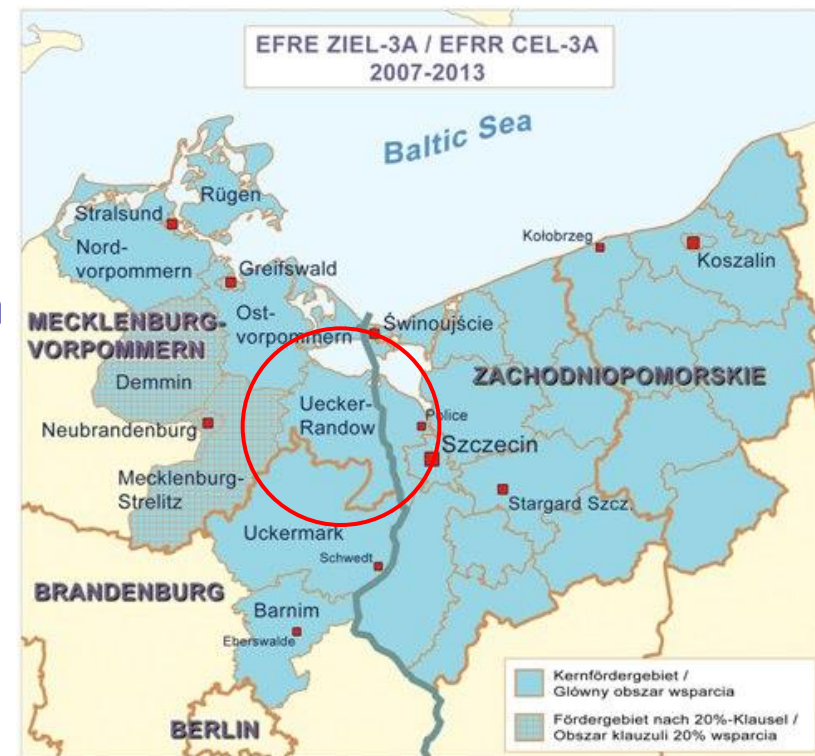 EFRE ZIEL-3A / EFRR CEL-3A
2007-2013
Baltic Sea
Rügen
Stralsund
Nord-
vorpommern
Greifswald
Kołobrzeg
Koszalin
Ost-
vorpommern
Świnoujście
MECKLENBURG-
VORPOMMERN
Demmin
ZACHODNIOPOMORSKIE
Uecker-
Randow
Police
Neubrandenburg
Szczecin
Mecklenburg-
Strelitz
Stargard Szcz.
Uckermark
Schwedt
BRANDENBURG
Barnim
Eberswalde
BERLIN
Kernfördergebiet /
Główny obszar wsparcia
Fördergebiet nach 20%-Klausel /
Obszar klauzuli 20% wsparcia